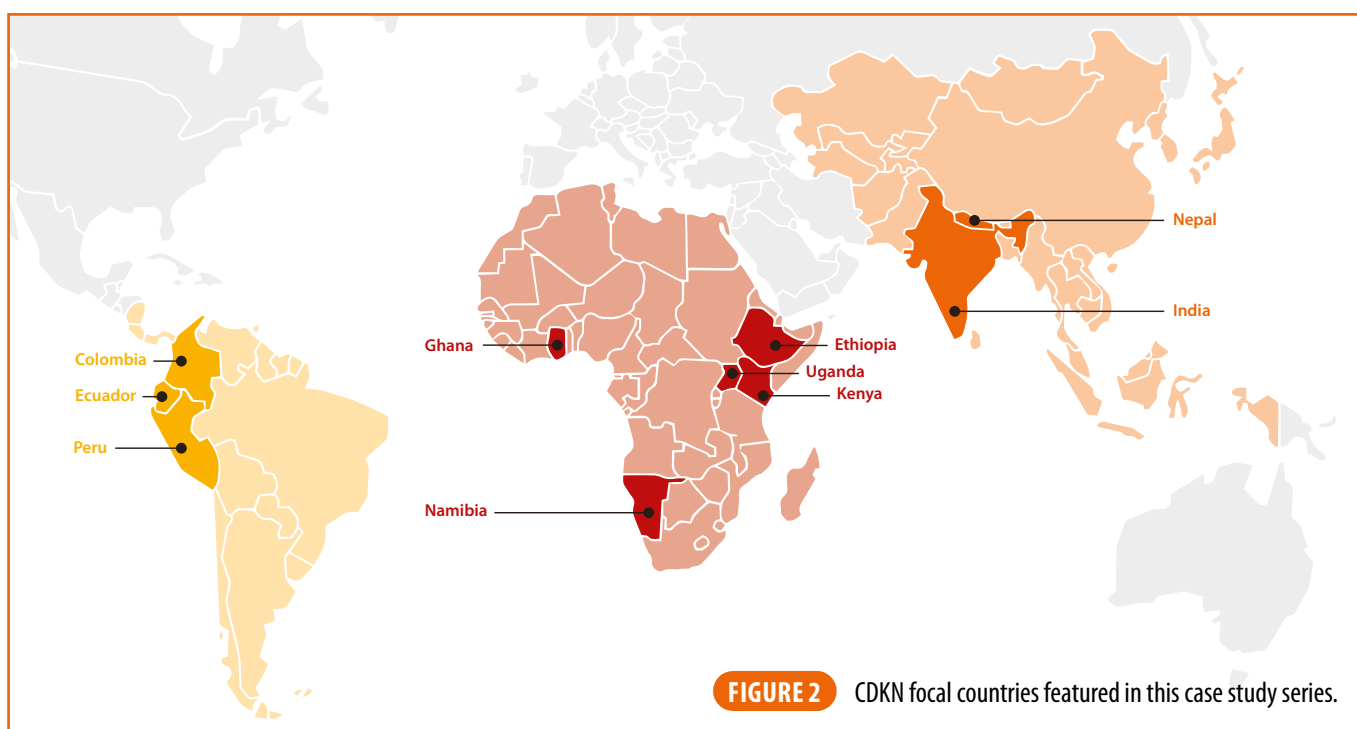 Nepal
India
Ghana
Ethiopia
Uganda
Kenya
Colombia
Ecuador
Peru
Namibia
FIGURE 2 CDKN focal countries featured in this case study series.